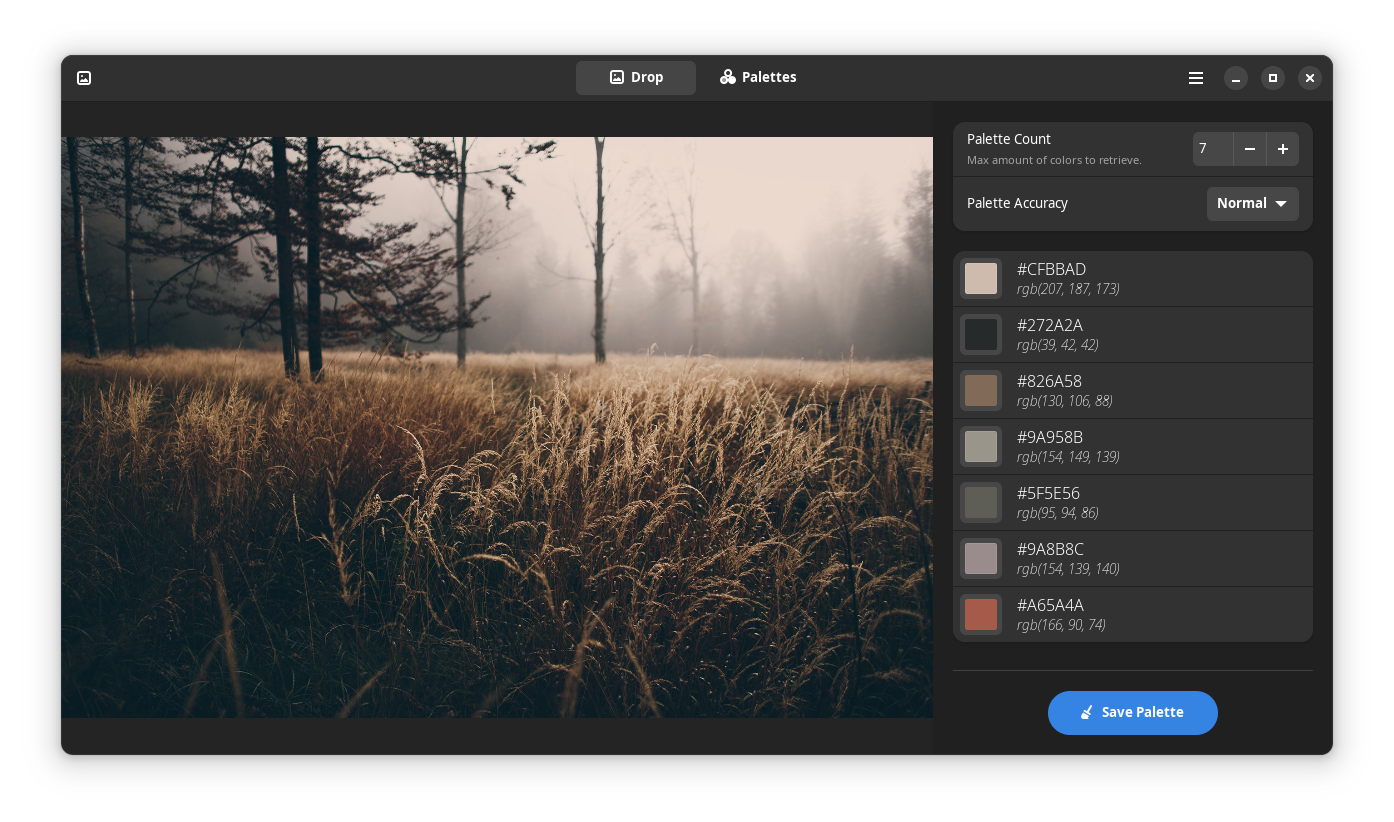 Drop
Palettes
Palette Count
Max amount of colors to retrieve.
7
Palette Accuracy
Normal
#CFBBAD
rgb(207, 187, 173)
#272A2A
rgb(39, 42, 42)
#826A58
rgb(130, 106, 88)
#9A958B
rgb(154, 149, 139)
#5F5E56
rgb(95, 94, 86)
#9A8B8C
rgb(154, 139, 140)
#A65A4A
rgb(166, 90, 74)
Save Palette